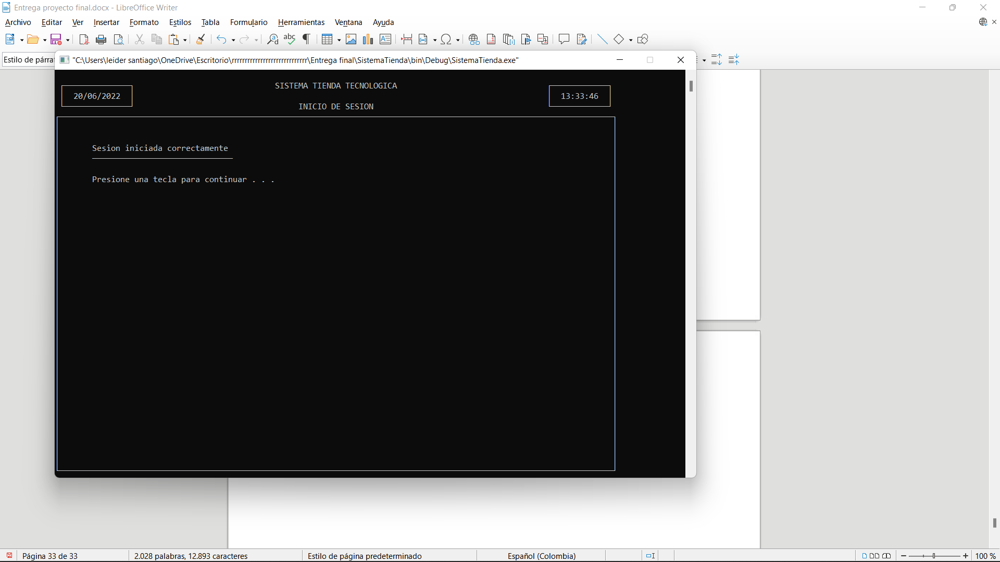 Entrega proyecto final.docx - LibreOffice Writer
Archivo Editar Ver Insertar Formato Estilos Tabla Formulario Herramientas Ventana Ayuda
Estilo de párraf
"C:\Users\leider santiago\OneDrive\Escritorio\rrrrrrrrrrrrrrrrrrrrrrrrrrrrr\Entrega final\SistemaTienda\bin\Debug\SistemaTienda.exe"
SISTEMA TIENDA TECNOLOGICA
20/06/2022
13:33:46
INICIO DE SESION
Sesion iniciada correctamente
Presione una tecla para continuar . . .
Página 33 de 33
2.028 palabras, 12.893 caracteres
Estilo de página predeterminado
Español (Colombia)
100 %